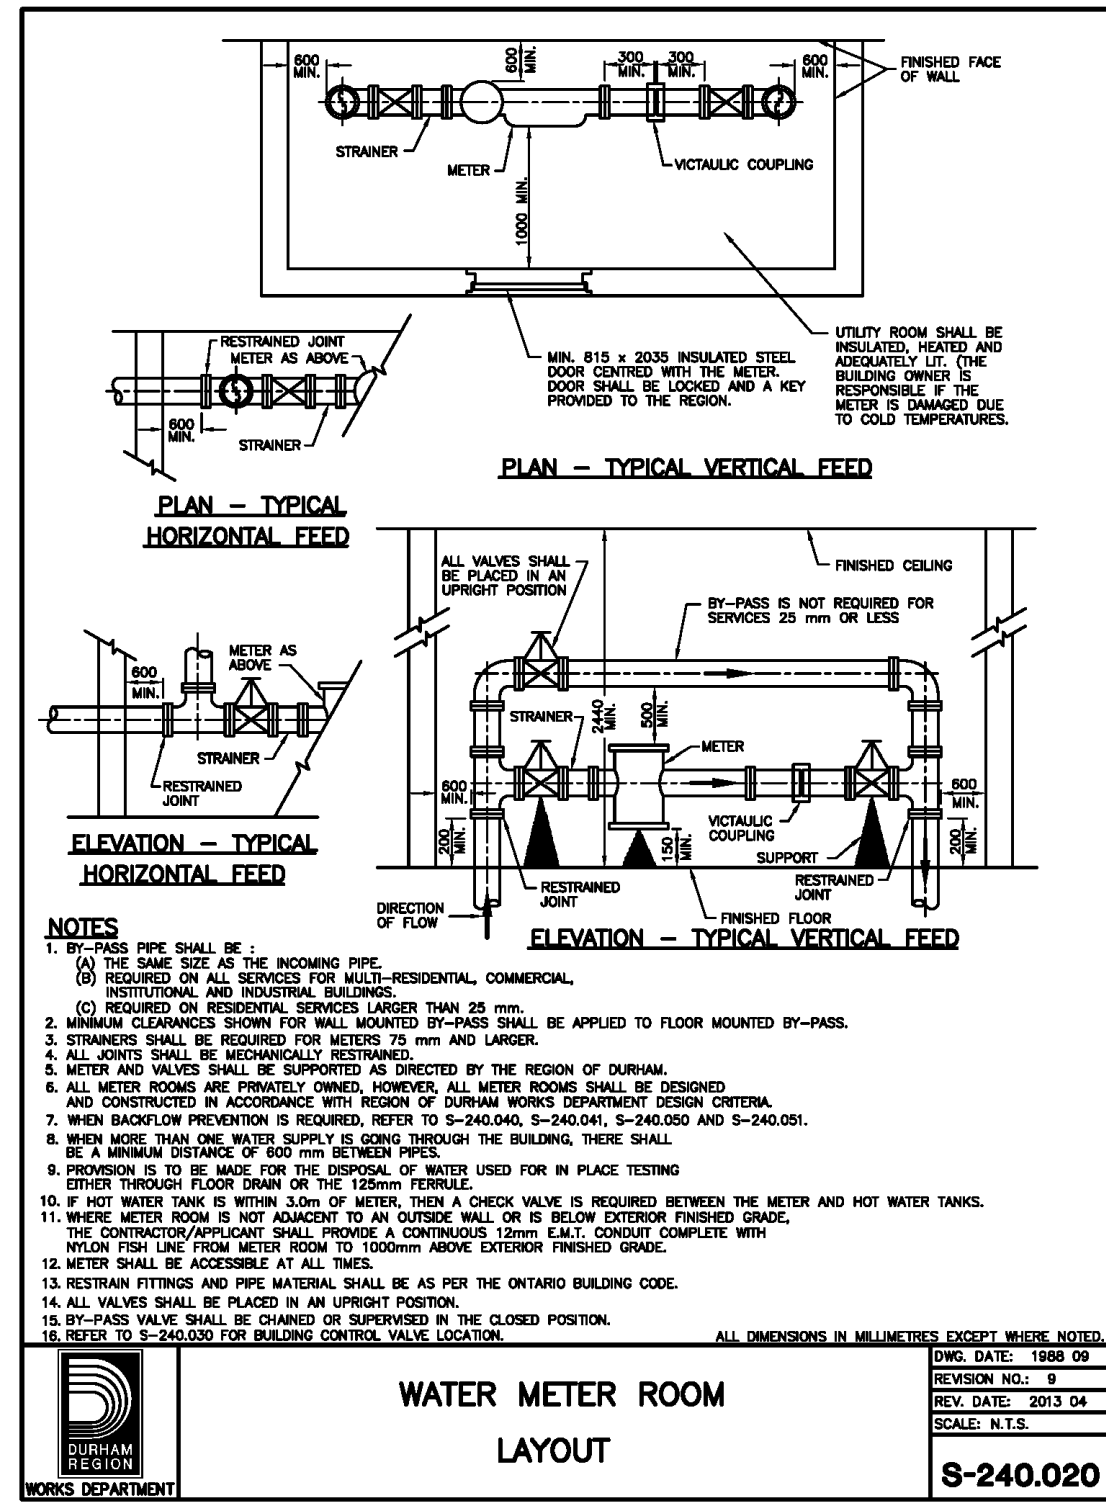 600
MIN.
600
MIN.
300
MIN.
300
MIN.
600
MIN.
FINISHED FACE
OF WALL
STRAINER
METER
VICTAULIC COUPLING
1000 MIN.
RESTRAINED JOINT
METER AS ABOVE
600
MIN.
STRAINER
PLAN – TYPICAL
HORIZONTAL FEED
MIN. 815 x 2035 INSULATED STEEL
DOOR CENTRED WITH THE METER.
DOOR SHALL BE LOCKED AND A KEY
PROVIDED TO THE REGION.
UTILITY ROOM SHALL BE
INSULATED, HEATED AND
ADEQUATELY LIT. (THE
BUILDING OWNER IS
RESPONSIBLE IF THE
METER IS DAMAGED DUE
TO COLD TEMPERATURES.
PLAN – TYPICAL VERTICAL FEED
METER AS
ABOVE
600
MIN.
STRAINER
RESTRAINED
JOINT
ELEVATION – TYPICAL
HORIZONTAL FEED
ALL VALVES SHALL
BE PLACED IN AN
UPRIGHT POSITION
FINISHED CEILING
BY–PASS IS NOT REQUIRED FOR
SERVICES 25 mm OR LESS
STRAINER
2440
MIN.
500
MIN.
METER
600
MIN.
600
MIN.
VICTAULIC
COUPLING
200
MIN.
150
MIN.
SUPPORT
200
MIN.
RESTRAINED
JOINT
RESTRAINED
JOINT
DIRECTION
OF FLOW
FINISHED FLOOR
ELEVATION – TYPICAL VERTICAL FEED
NOTES
1. BY–PASS PIPE SHALL BE :
(A) THE SAME SIZE AS THE INCOMING PIPE.
(B) REQUIRED ON ALL SERVICES FOR MULTI–RESIDENTIAL, COMMERCIAL,
INSTITUTIONAL AND INDUSTRIAL BUILDINGS.
(C) REQUIRED ON RESIDENTIAL SERVICES LARGER THAN 25 mm.
2. MINIMUM CLEARANCES SHOWN FOR WALL MOUNTED BY–PASS SHALL BE APPLIED TO FLOOR MOUNTED BY–PASS.
3. STRAINERS SHALL BE REQUIRED FOR METERS 75 mm AND LARGER.
4. ALL JOINTS SHALL BE MECHANICALLY RESTRAINED.
5. METER AND VALVES SHALL BE SUPPORTED AS DIRECTED BY THE REGION OF DURHAM.
6. ALL METER ROOMS ARE PRIVATELY OWNED, HOWEVER, ALL METER ROOMS SHALL BE DESIGNED
AND CONSTRUCTED IN ACCORDANCE WITH REGION OF DURHAM WORKS DEPARTMENT DESIGN CRITERIA.
7. WHEN BACKFLOW PREVENTION IS REQUIRED, REFER TO S–240.040, S–240.041, S–240.050 AND S–240.051.
8. WHEN MORE THAN ONE WATER SUPPLY IS GOING THROUGH THE BUILDING, THERE SHALL
BE A MINIMUM DISTANCE OF 600 mm BETWEEN PIPES.
9. PROVISION IS TO BE MADE FOR THE DISPOSAL OF WATER USED FOR IN PLACE TESTING
EITHER THROUGH FLOOR DRAIN OR THE 125mm FERRULE.
10. IF HOT WATER TANK IS WITHIN 3.0m OF METER, THEN A CHECK VALVE IS REQUIRED BETWEEN THE METER AND HOT WATER TANKS.
11. WHERE METER ROOM IS NOT ADJACENT TO AN OUTSIDE WALL OR IS BELOW EXTERIOR FINISHED GRADE,
THE CONTRACTOR/APPLICANT SHALL PROVIDE A CONTINUOUS 12mm E.M.T. CONDUIT COMPLETE WITH
NYLON FISH LINE FROM METER ROOM TO 1000mm ABOVE EXTERIOR FINISHED GRADE.
12. METER SHALL BE ACCESSIBLE AT ALL TIMES.
13. RESTRAIN FITTINGS AND PIPE MATERIAL SHALL BE AS PER THE ONTARIO BUILDING CODE.
14. ALL VALVES SHALL BE PLACED IN AN UPRIGHT POSITION.
15. BY–PASS VALVE SHALL BE CHAINED OR SUPERVISED IN THE CLOSED POSITION.
16. REFER TO S–240.030 FOR BUILDING CONTROL VALVE LOCATION.
ALL DIMENSIONS IN MILLIMETRES EXCEPT WHERE NOTED.
DURHAM
REGION
WORKS DEPARTMENT
WATER METER ROOM
LAYOUT
DWG. DATE: 1988 09
REVISION NO.: 9
REV. DATE: 2013 04
SCALE: N.T.S.
S-240.020